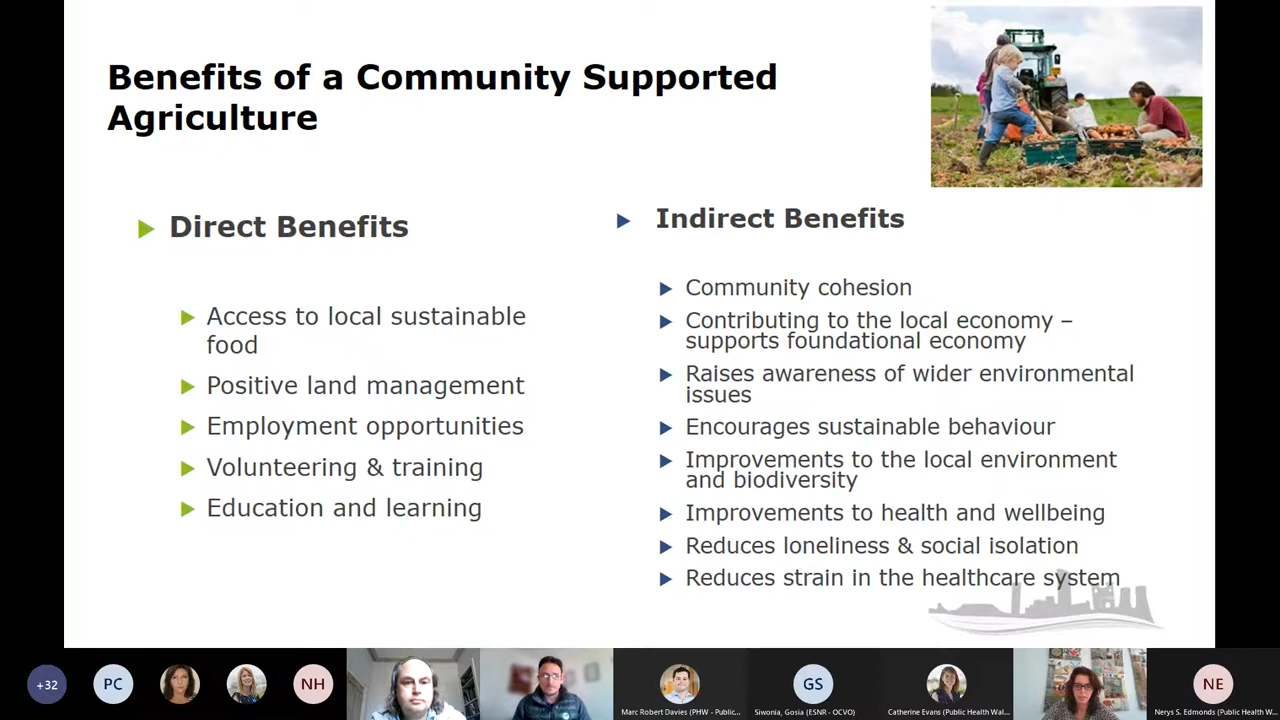 Benefits of a Community Supported
Agriculture
Direct Benefits
Access to local sustainable
food
Positive land management
Employment opportunities
Volunteering & training
Education and learning
Indirect Benefits
Community cohesion
Contributing to the local economy –
supports foundational economy
Raises awareness of wider environmental
issues
Encourages sustainable behaviour
Improvements to the local environment
and biodiversity
Improvements to health and wellbeing
Reduces loneliness & social isolation
Reduces strain in the healthcare system
+32
PC
NH
Marc Robert Davies (PHW - Public...
GS
Siwonia, Gosia (ESNR - OCVO)
Catherine Evans (Public Health Wal...
NE
Nerys S. Edmonds (Public Health W...